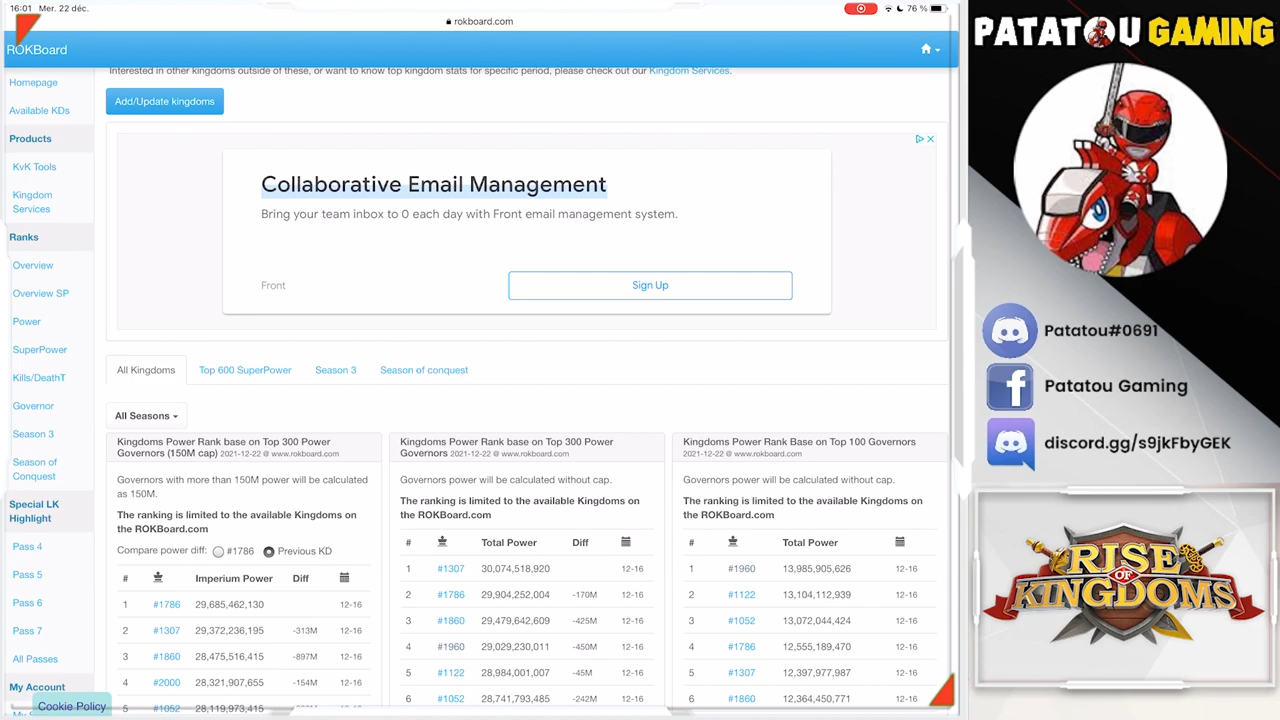 16:01 Mer. 22 déc.
76 %
rokboard.com
ROKBoard
Homepage
Available KDs
Products
KvK Tools
Kingdom
Services
Ranks
Overview
Overview SP
Power
SuperPower
Kills/DeathT
Governor
Season 3
Season of
Conquest
Special LK
Highlight
Pass 4
Pass 5
Pass 6
Pass 7
All Passes
My Account
Cookie Policy
Interested in other kingdoms outside of these, or want to know top kingdom stats for specific period, please check out our Kingdom Services.
Add/Update kingdoms
Collaborative Email Management
Bring your team inbox to 0 each day with Front email management system.
Front
Sign Up
All Kingdoms Top 600 SuperPower Season 3 Season of conquest
All Seasons
Kingdoms Power Rank base on Top 300 Power
Governors (150M cap) 2021-12-22 @ www.rokboard.com
Governors with more than 150M power will be calculated
as 150M.
The ranking is limited to the available Kingdoms on
the ROKBoard.com
Compare power diff: #1786 Previous KD
# Imperium Power Diff
1 #1786 29,685,462,130 12-16
2 #1307 29,372,236,195 -313M 12-16
3 #1860 28,475,516,415 -897M 12-16
4 #2000 28,321,907,655 -154M 12-16
5 #1052 28,119,973,415 12-16
Kingdoms Power Rank base on Top 300 Power
Governors 2021-12-22 @ www.rokboard.com
Governors power will be calculated without cap.
The ranking is limited to the available Kingdoms on
the ROKBoard.com
# Total Power Diff
1 #1307 30,074,518,920 12-16
2 #1786 29,904,252,004 -170M 12-16
3 #1860 29,479,642,609 -425M 12-16
4 #1960 29,029,230,011 -450M 12-16
5 #1122 28,984,001,007 -45M 12-16
6 #1052 28,741,793,485 -242M 12-16
Kingdoms Power Rank Base on Top 100 Governors
2021-12-22 @ www.rokboard.com
Governors power will be calculated without cap.
The ranking is limited to the available Kingdoms on
the ROKBoard.com
# Total Power
1 #1960 13,985,905,626 12-16
2 #1122 13,104,112,939 12-16
3 #1052 13,072,044,424 12-16
4 #1786 12,555,189,470 12-16
5 #1307 12,397,977,987 12-16
6 #1860 12,364,450,771 12-16
PATATOU GAMING
Patatou#0691
Patatou Gaming
discord.gg/s9jkFbyGEK
RISE
OF
KINGDOMS